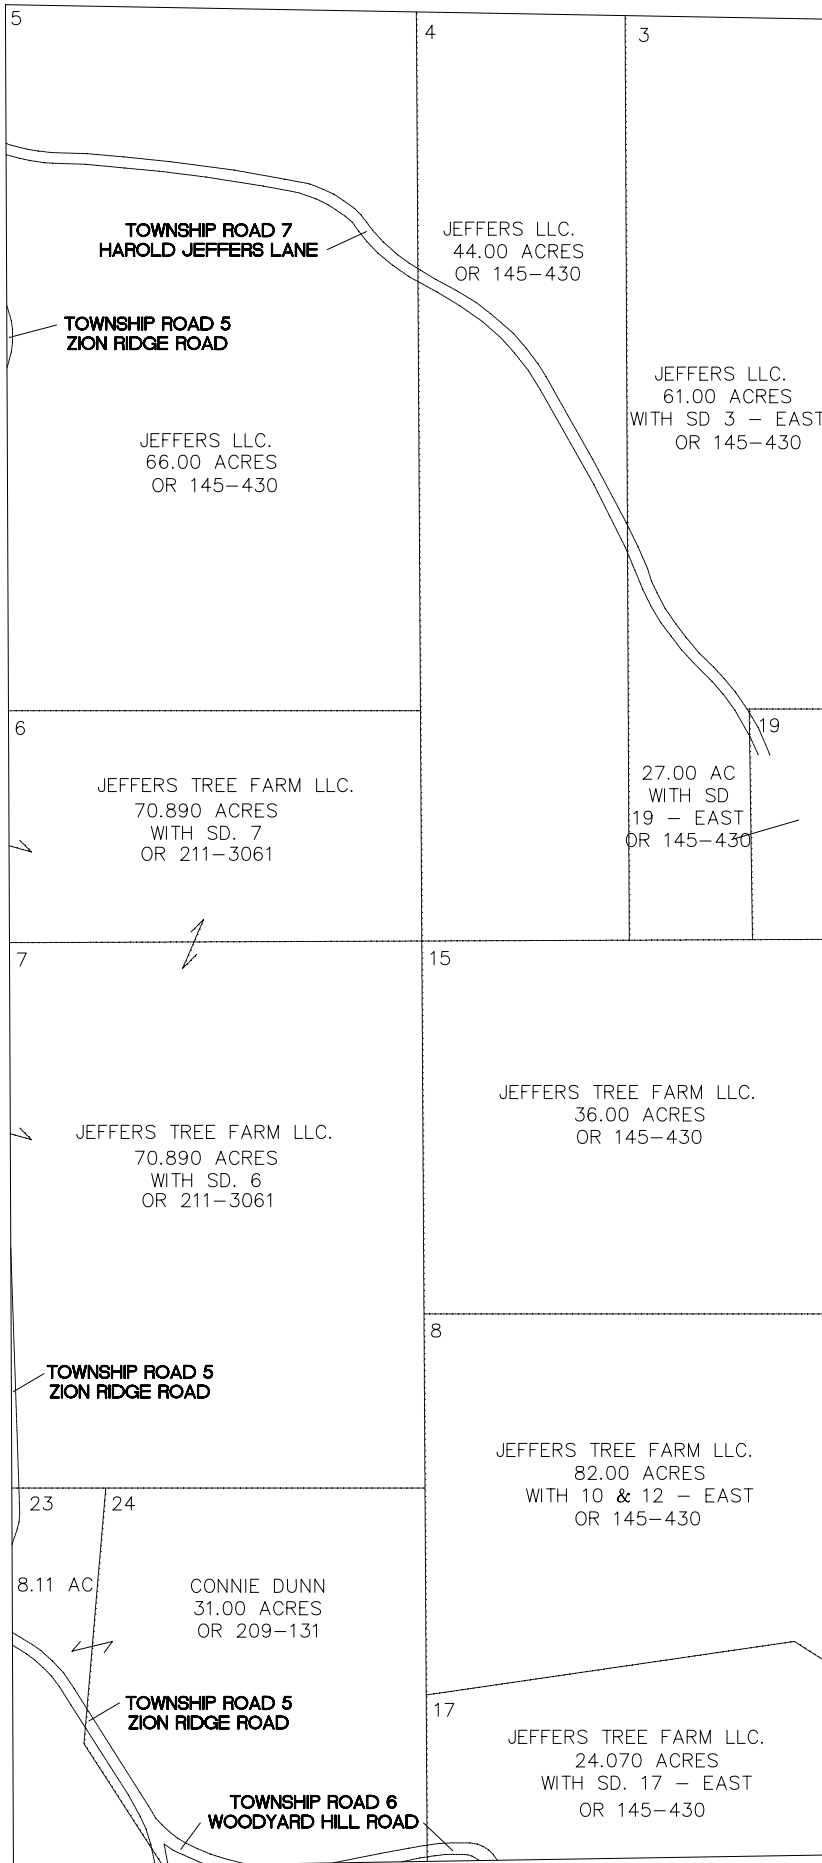 5
4
3
TOWNSHIP ROAD 7
HAROLD JEFFERS LANE
JEFFERS LLC.
44.00 ACRES
OR 145-430
TOWNSHIP ROAD 5
ZION RIDGE ROAD
JEFFERS LLC.
61.00 ACRES
WITH SD 3 - EAST
OR 145-430
JEFFERS LLC.
66.00 ACRES
OR 145-430
6
19
JEFFERS TREE FARM LLC.
70.890 ACRES
WITH SD. 7
OR 211-3061
27.00 AC
WITH SD
19 - EAST
OR 145-430
7
15
JEFFERS TREE FARM LLC.
36.00 ACRES
OR 145-430
JEFFERS TREE FARM LLC.
70.890 ACRES
WITH SD. 6
OR 211-3061
8
TOWNSHIP ROAD 5
ZION RIDGE ROAD
JEFFERS TREE FARM LLC.
82.00 ACRES
WITH 10 & 12 - EAST
OR 145-430
23
24
8.11 AC
CONNIE DUNN
31.00 ACRES
OR 209-131
TOWNSHIP ROAD 5
ZION RIDGE ROAD
17
JEFFERS TREE FARM LLC.
24.070 ACRES
WITH SD. 17 - EAST
OR 145-430
TOWNSHIP ROAD 6
WOODYARD HILL ROAD